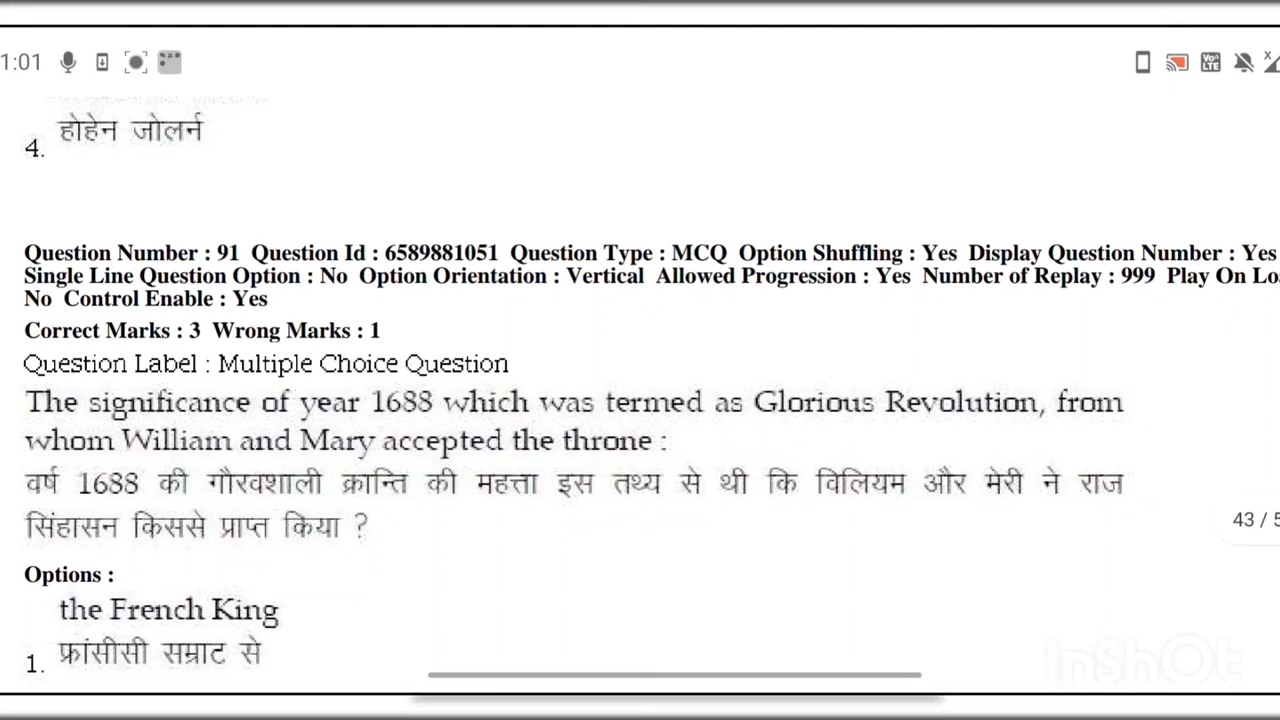 1:01
VoLTE
X
होहेन जोलर्न
4.
Question Number : 91 Question Id : 6589881051 Question Type : MCQ Option Shuffling : Yes Display Question Number : Yes
Single Line Question Option : No Option Orientation : Vertical Allowed Progression : Yes Number of Replay : 999 Play On Lo
No Control Enable : Yes
Correct Marks : 3 Wrong Marks : 1
Question Label : Multiple Choice Question
The significance of year 1688 which was termed as Glorious Revolution, from
whom William and Mary accepted the throne :
वर्ष 1688 की गौरवशाली क्रान्ति की महत्ता इस तथ्य से थी कि विलियम और मेरी ने राज
सिंहासन किससे प्राप्त किया ?
43 / 5
Options :
the French King
1. फ्रांसीसी सम्राट से
InShOt